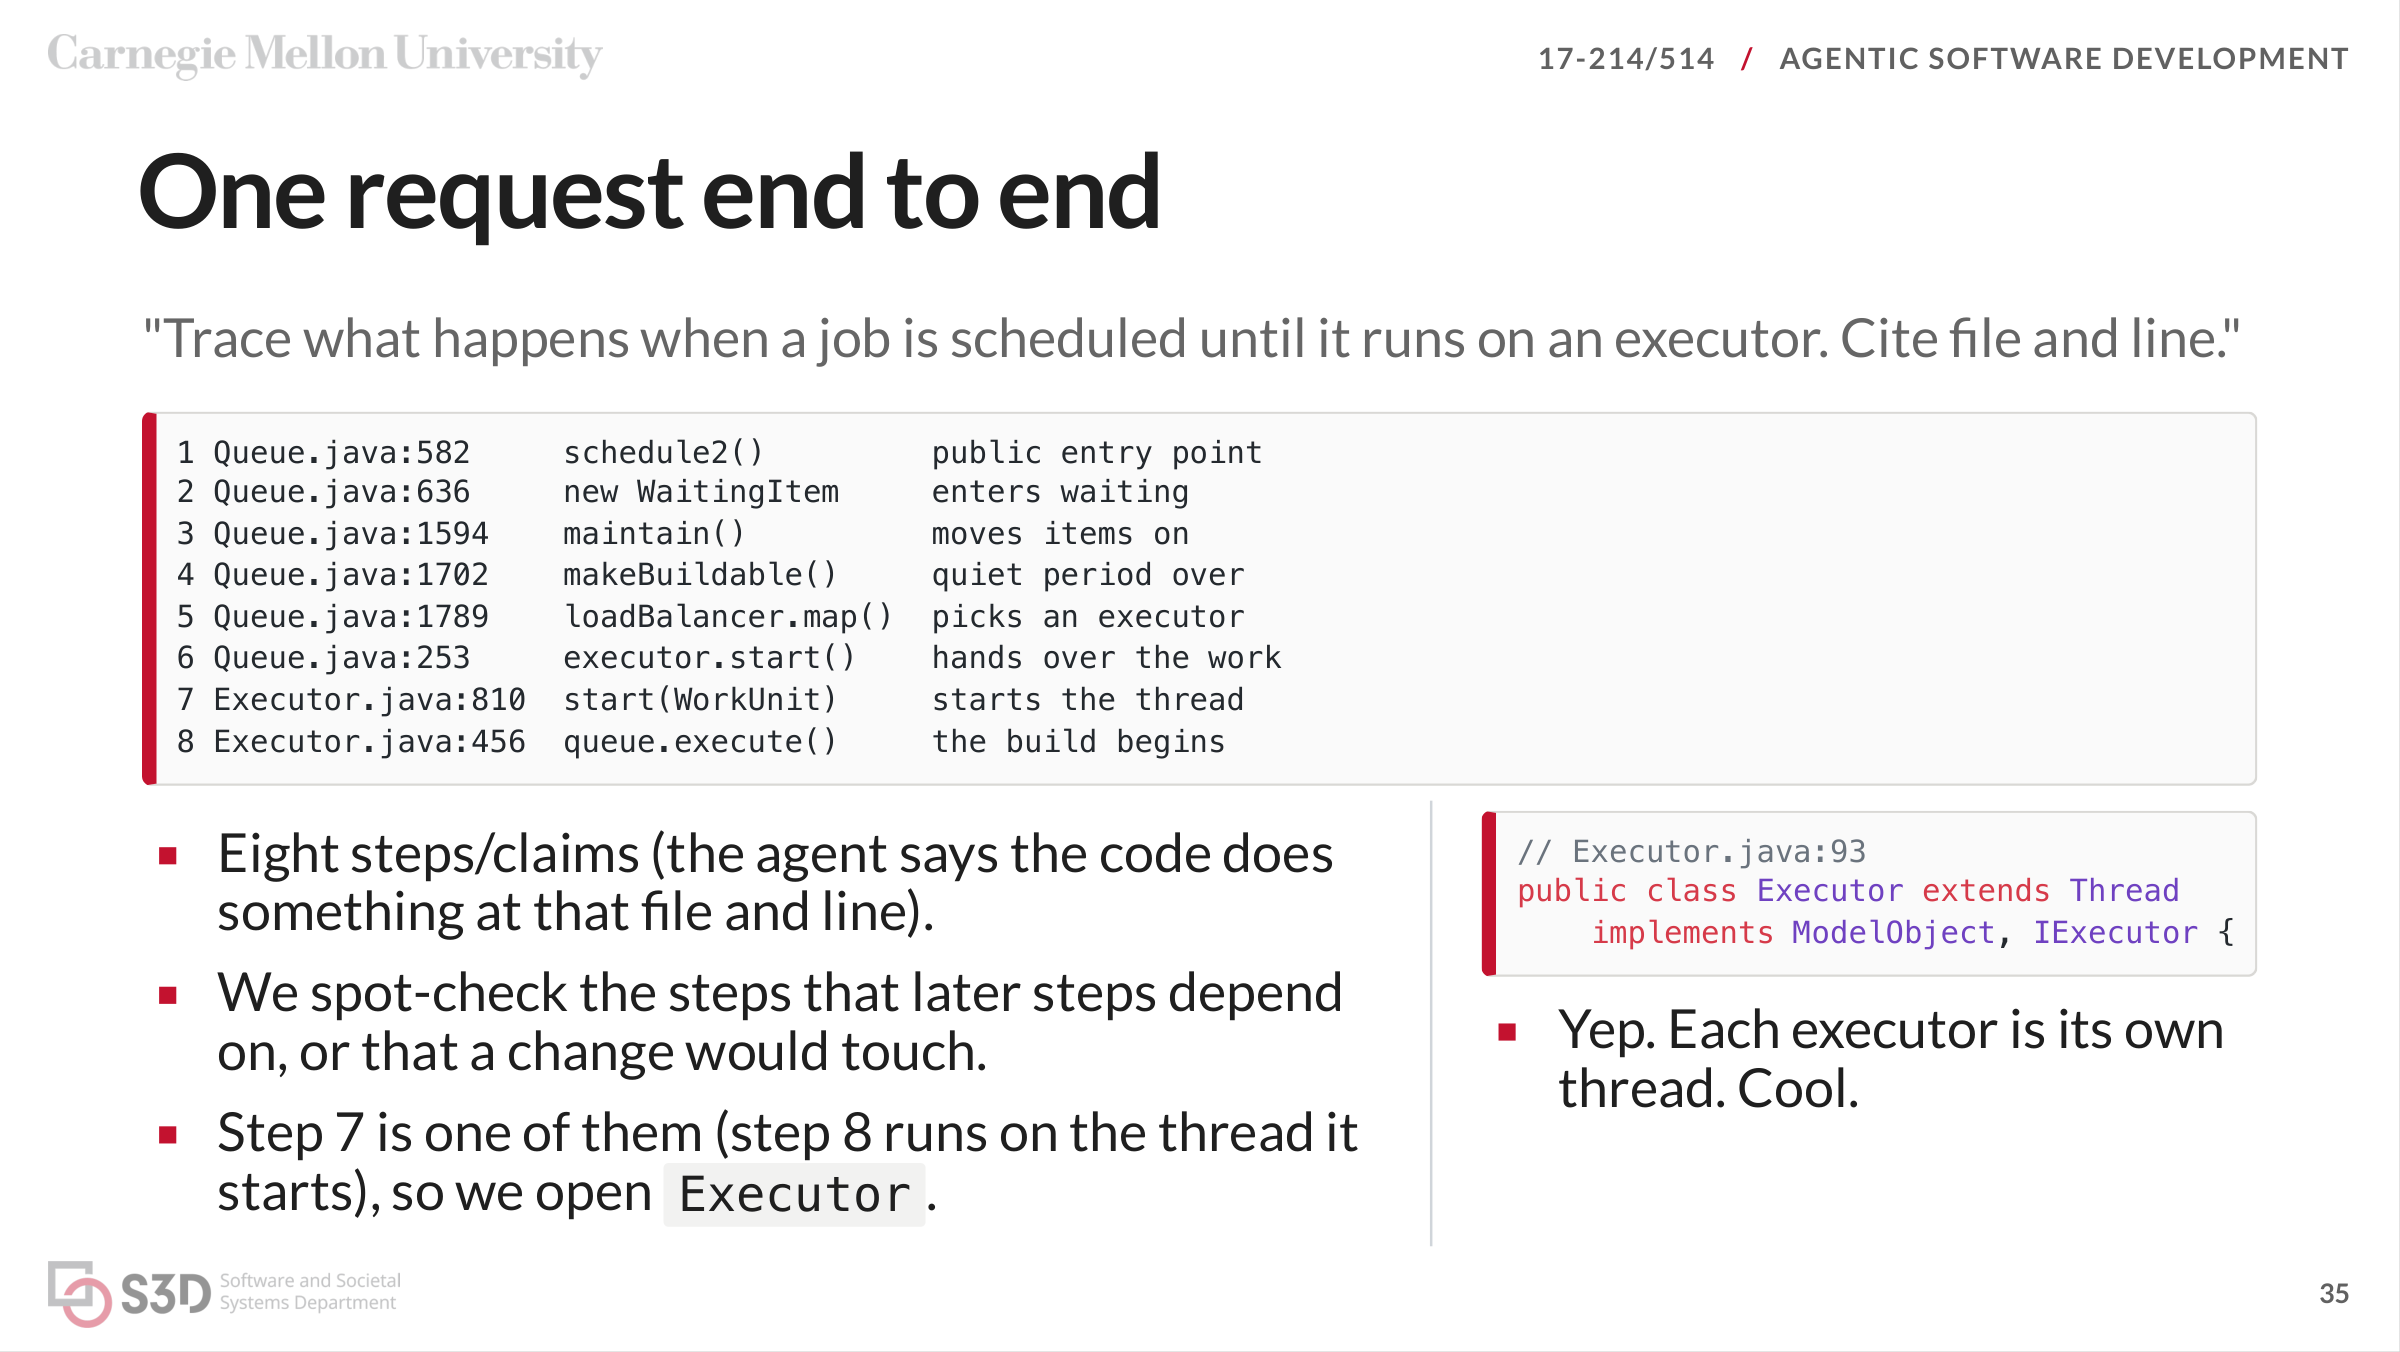 Carnegie Mellon University
17-214/514 / AGENTIC SOFTWARE DEVELOPMENT
One request end to end
"Trace what happens when a job is scheduled until it runs on an executor. Cite file and line."
1 Queue.java:582     schedule2()         public entry point
2 Queue.java:636     new WaitingItem     enters waiting
3 Queue.java:1594    maintain()          moves items on
4 Queue.java:1702    makeBuildable()     quiet period over
5 Queue.java:1789    loadBalancer.map()  picks an executor
6 Queue.java:253     executor.start()    hands over the work
7 Executor.java:810  start(WorkUnit)     starts the thread
8 Executor.java:456  queue.execute()     the build begins
Eight steps/claims (the agent says the code does
something at that file and line).
We spot-check the steps that later steps depend
on, or that a change would touch.
Step 7 is one of them (step 8 runs on the thread it
starts), so we open Executor.
// Executor.java:93
public class Executor extends Thread
    implements ModelObject, IExecutor {
Yep. Each executor is its own
thread. Cool.
S3D Software and Societal
Systems Department
35